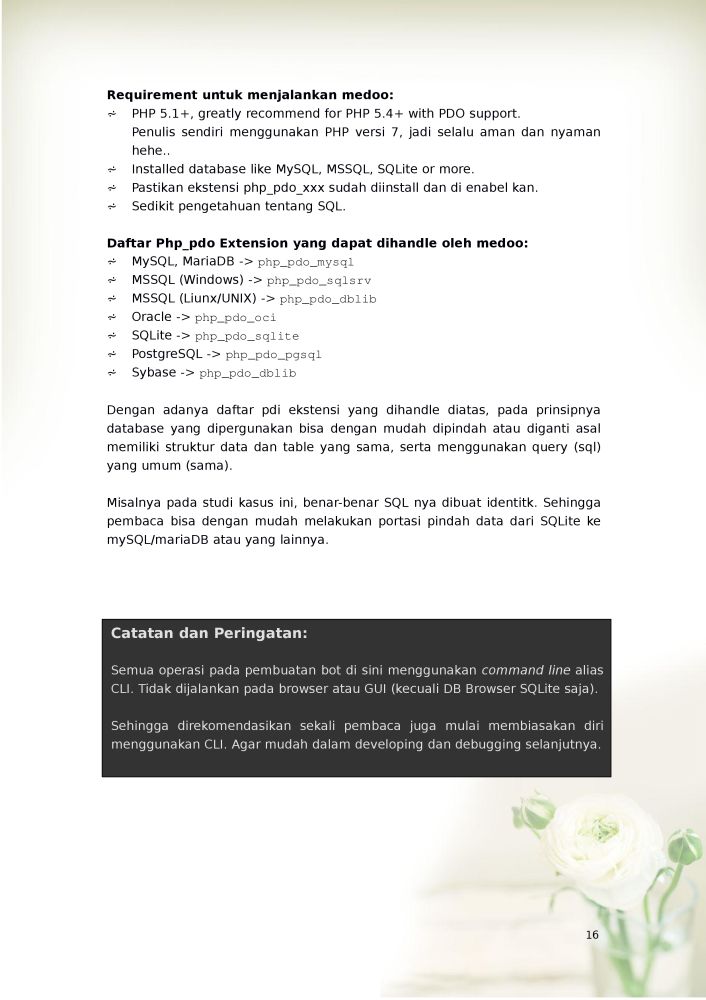 Requirement untuk menjalankan medoo:
÷ PHP 5.1+, greatly recommend for PHP 5.4+ with PDO support.
Penulis sendiri menggunakan PHP versi 7, jadi selalu aman dan nyaman
hehe..
÷ Installed database like MySQL, MSSQL, SQLite or more.
÷ Pastikan ekstensi php_pdo_xxx sudah diinstall dan di enabel kan.
÷ Sedikit pengetahuan tentang SQL.
Daftar Php_pdo Extension yang dapat dihandle oleh medoo:
÷ MySQL, MariaDB -> php_pdo_mysql
÷ MSSQL (Windows) -> php_pdo_sqlsrv
÷ MSSQL (Liunx/UNIX) -> php_pdo_dblib
÷ Oracle -> php_pdo_oci
÷ SQLite -> php_pdo_sqlite
÷ PostgreSQL -> php_pdo_pgsql
÷ Sybase -> php_pdo_dblib
Dengan adanya daftar pdi ekstensi yang dihandle diatas, pada prinsipnya
database yang dipergunakan bisa dengan mudah dipindah atau diganti asal
memiliki struktur data dan table yang sama, serta menggunakan query (sql)
yang umum (sama).
Misalnya pada studi kasus ini, benar-benar SQL nya dibuat identitk. Sehingga
pembaca bisa dengan mudah melakukan portasi pindah data dari SQLite ke
mySQL/mariaDB atau yang lainnya.
Catatan dan Peringatan:
Semua operasi pada pembuatan bot di sini menggunakan command line alias
CLI. Tidak dijalankan pada browser atau GUI (kecuali DB Browser SQLite saja).
Sehingga direkomendasikan sekali pembaca juga mulai membiasakan diri
menggunakan CLI. Agar mudah dalam developing dan debugging selanjutnya.
16